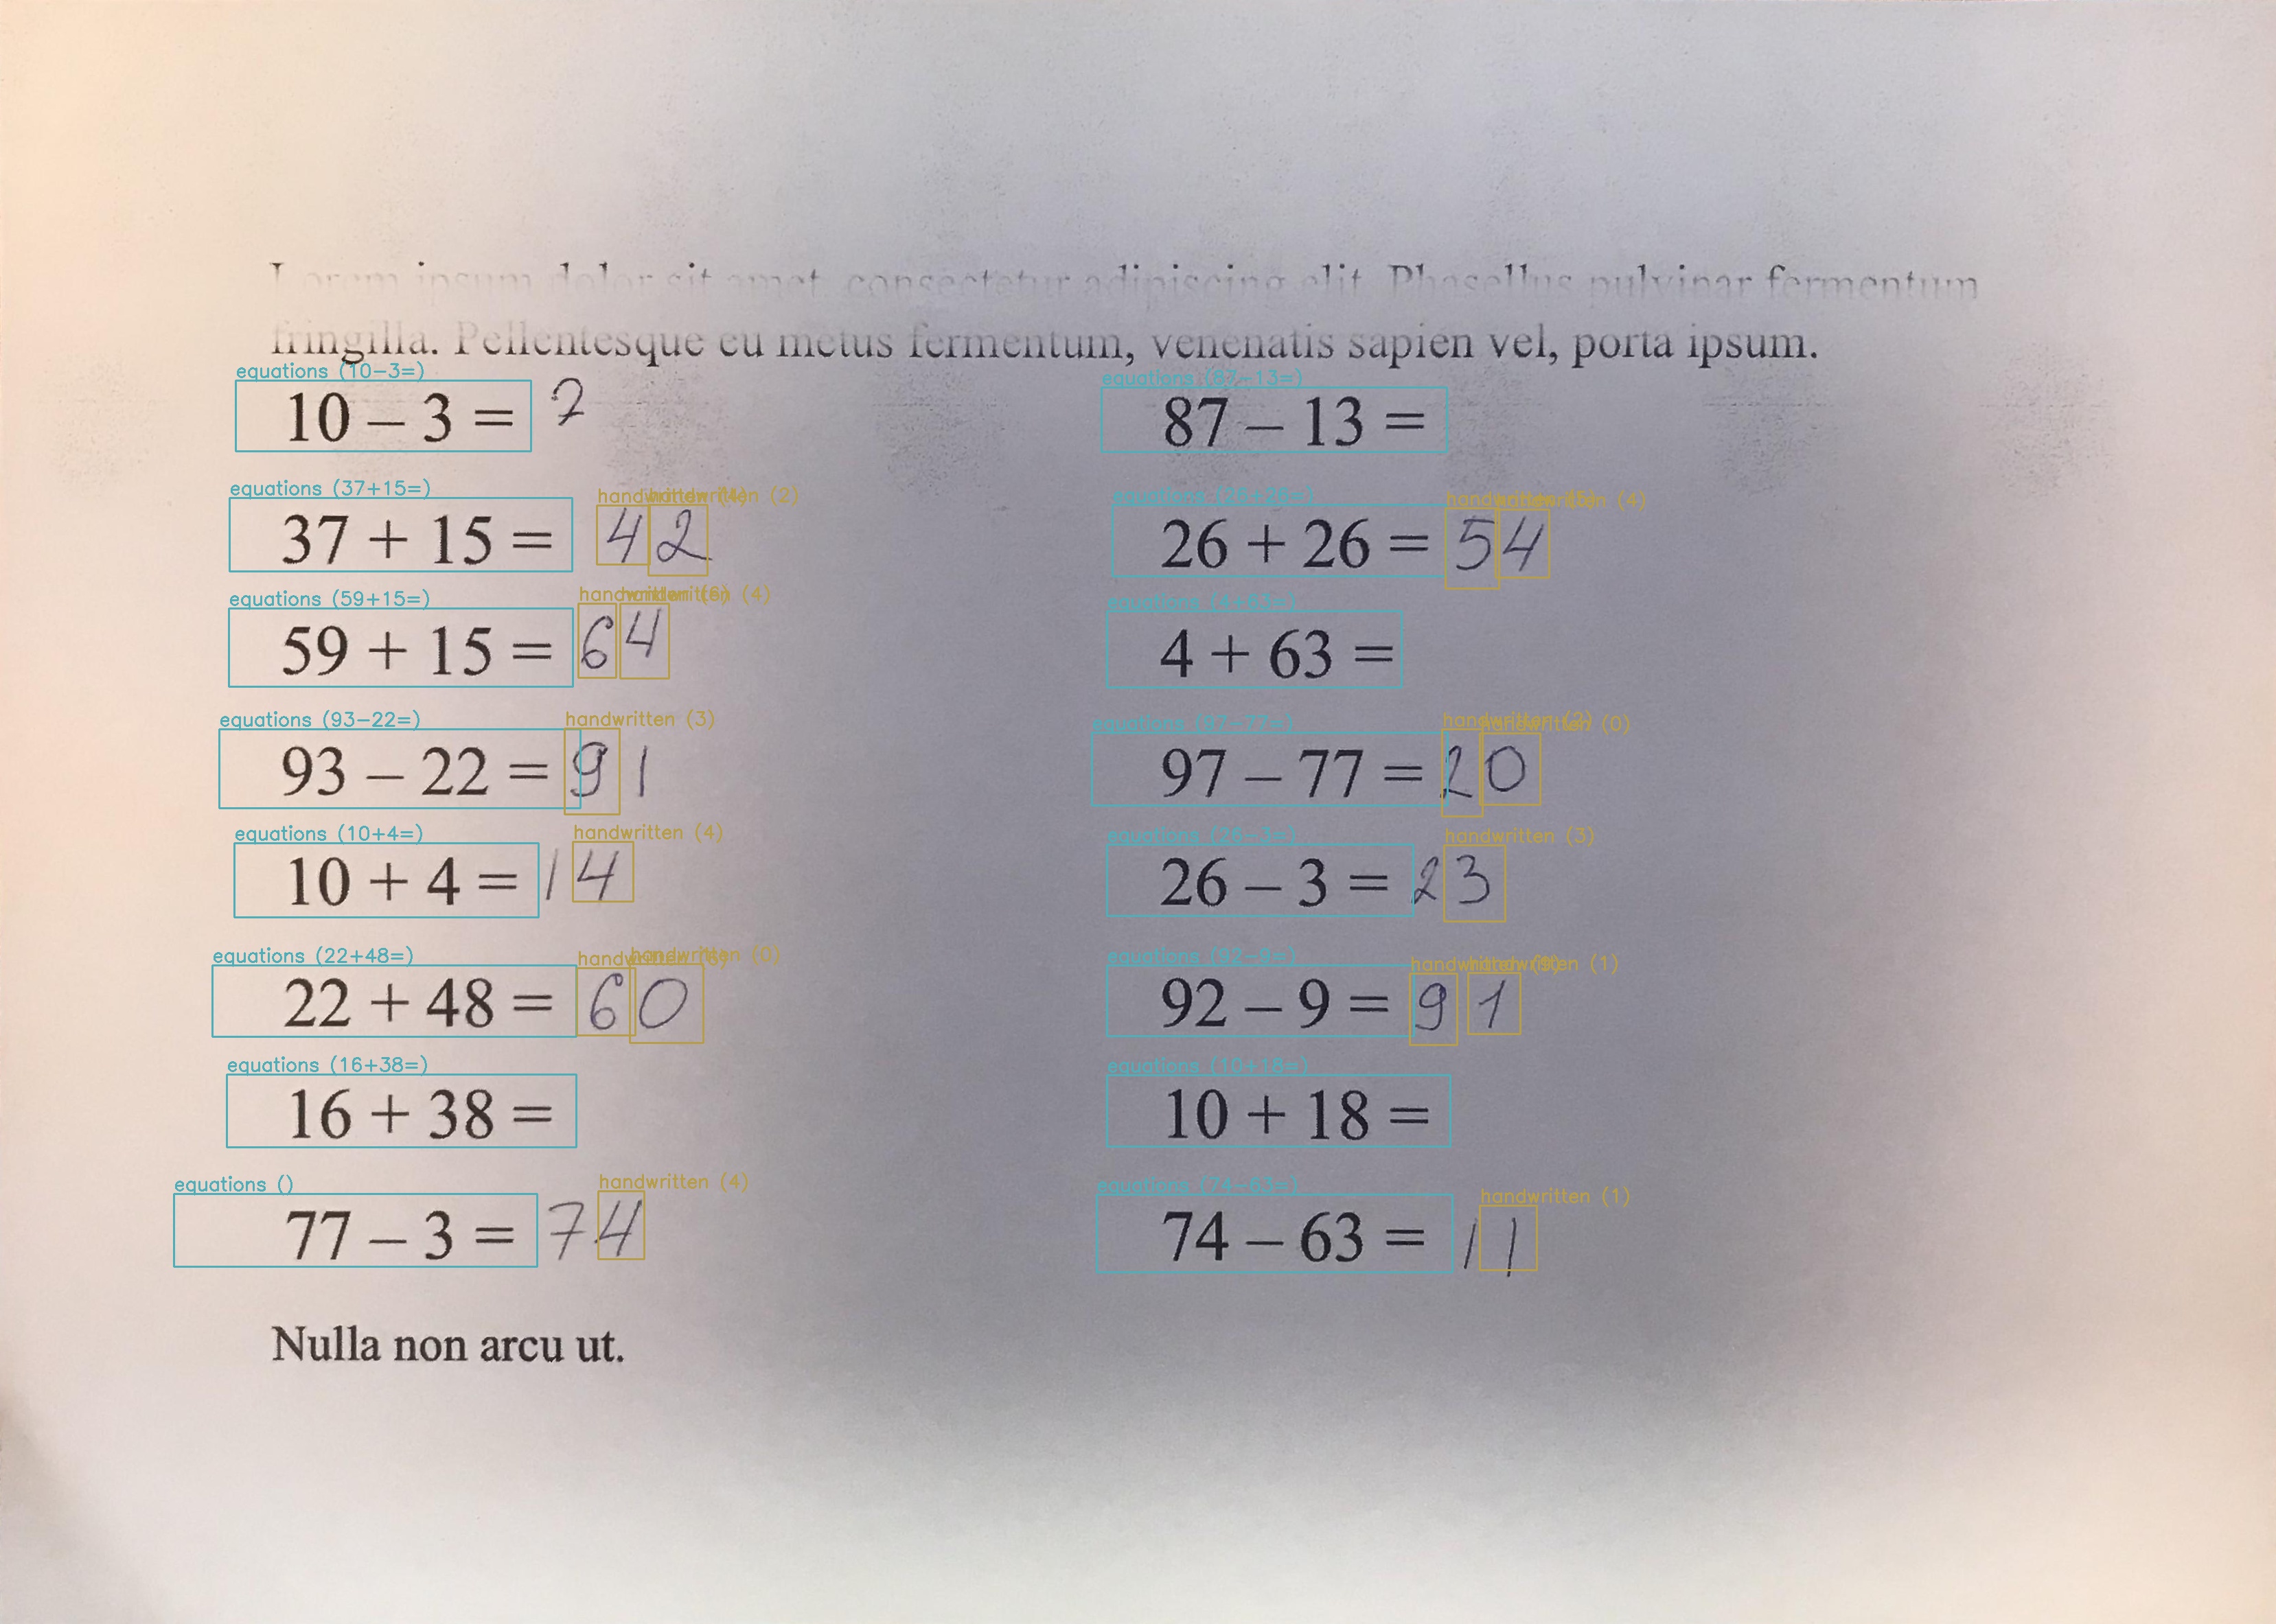 Lorem ipsum dolor sit amet, consectetur adipiscing elit. Phasellus pulvinar fermentum
fringilla. Pellentesque eu metus fermentum, venenatis sapien vel, porta ipsum.
equations (10-3=) equations (87-13=)
10 – 3 = 7 87 – 13 =
equations (37+15=) handwritten (4) handwritten (2) equations (26+26=) handwritten (5) handwritten (4)
37 + 15 = 42 26 + 26 = 54
equations (59+15=) handwritten (6) handwritten (4) equations (4+63=)
59 + 15 = 64 4 + 63 =
equations (93-22=) handwritten (3) equations (97-77=) handwritten (2) handwritten (0)
93 – 22 = 91 97 – 77 = 20
equations (10+4=) handwritten (4) equations (26-3=) handwritten (3)
10 + 4 = 14 26 – 3 = 23
equations (22+48=) handwritten handwritten (0) equations (92-9=) handwritten (9) handwritten (1)
22 + 48 = 60 92 – 9 = 91
equations (16+38=) equations (10+18=)
16 + 38 = 10 + 18 =
equations () handwritten (4) equations (74-63=) handwritten (1)
77 – 3 = 74 74 – 63 = 11
Nulla non arcu ut.